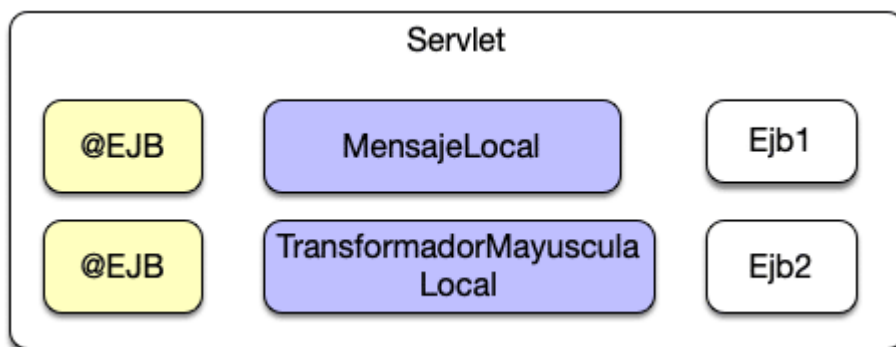 Servlet
@EJB MensajeLocal Ejb1
@EJB TransformadorMayuscula
Local Ejb2